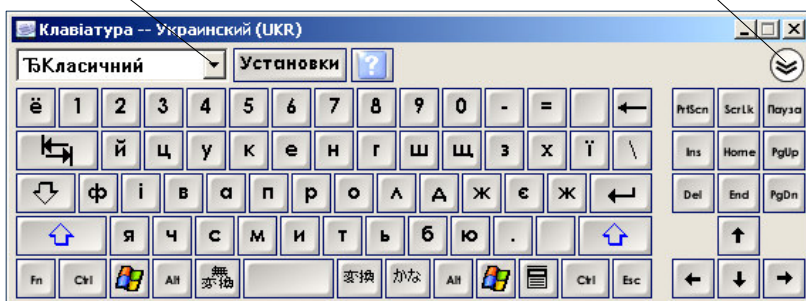 Клавіатура -- Украинский (UKR)
ЂКласичний Установки ?
ё 1 2 3 4 5 6 7 8 9 0 - = PrtScn ScrLk Пауза
й ц у к е н г ш щ з х ї \ Ins Home PgUp
ф і в а п р о л д ж є ж Del End PgDn
я ч с м и т ь б ю .
Fn Ctrl Alt 無変換 変換 かな Alt Ctrl Esc